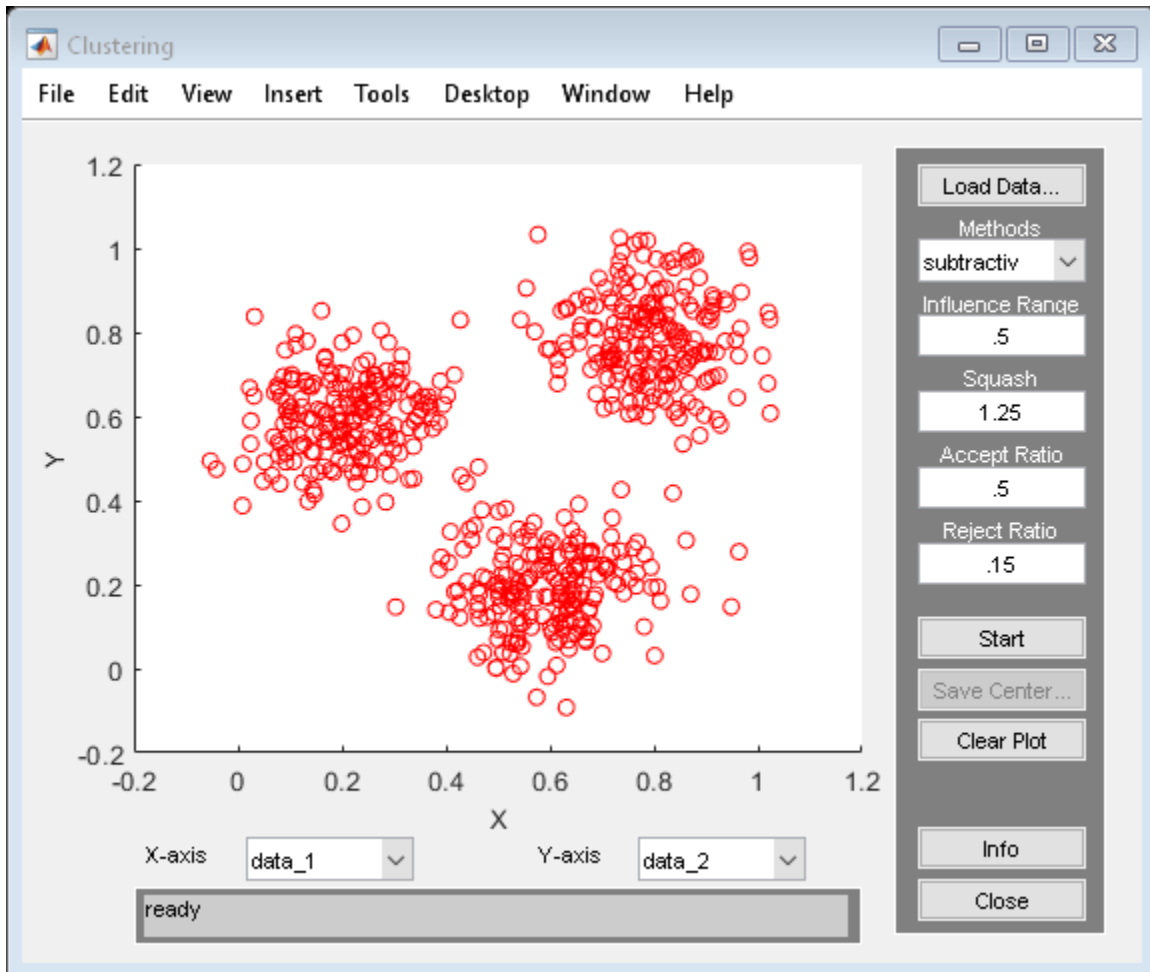 Clustering
File Edit View Insert Tools Desktop Window Help
1.2
1
0.8
0.6
0.4
0.2
0
-0.2
Y
-0.2 0 0.2 0.4 0.6 0.8 1 1.2
X
X-axis data_1 Y-axis data_2
ready
Load Data...
Methods
subtractiv
Influence Range
.5
Squash
1.25
Accept Ratio
.5
Reject Ratio
.15
Start
Save Center...
Clear Plot
Info
Close